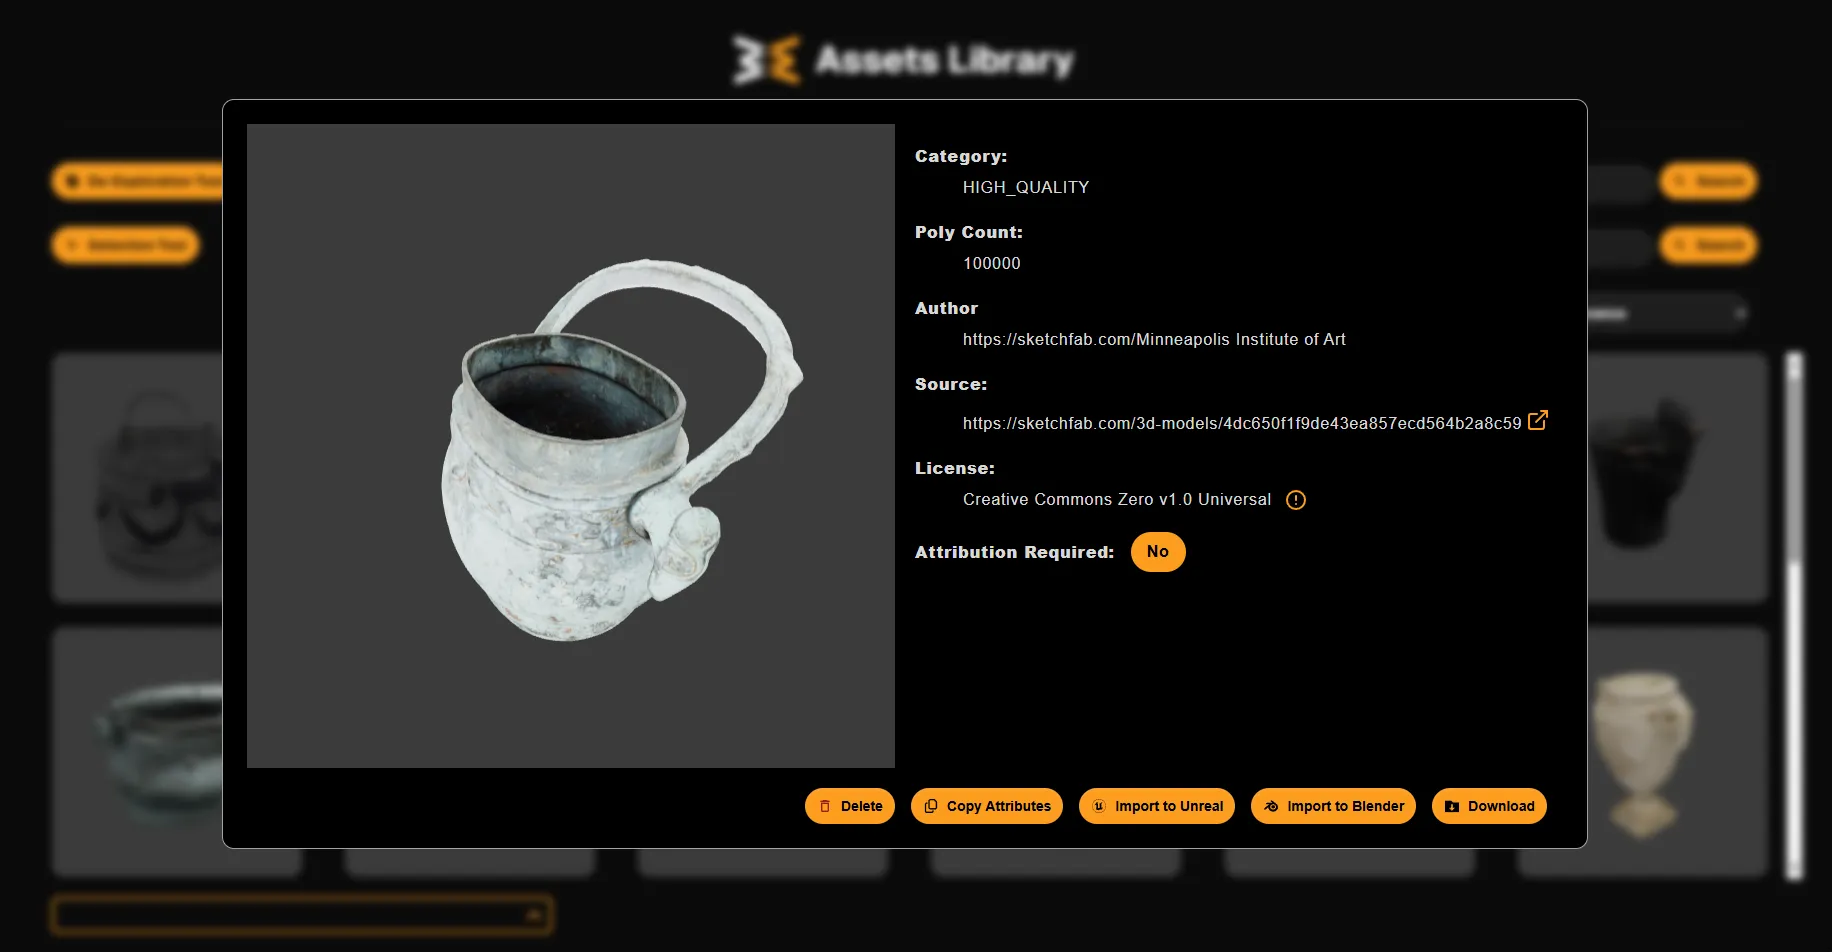 Assets Library
Category:
HIGH_QUALITY
Poly Count:
100000
Author
https://sketchfab.com/Minneapolis Institute of Art
Source:
https://sketchfab.com/3d-models/4dc650f1f9de43ea857ecd564b2a8c59
License:
Creative Commons Zero v1.0 Universal
Attribution Required: No
Delete Copy Attributes Import to Unreal Import to Blender Download
Search
Search